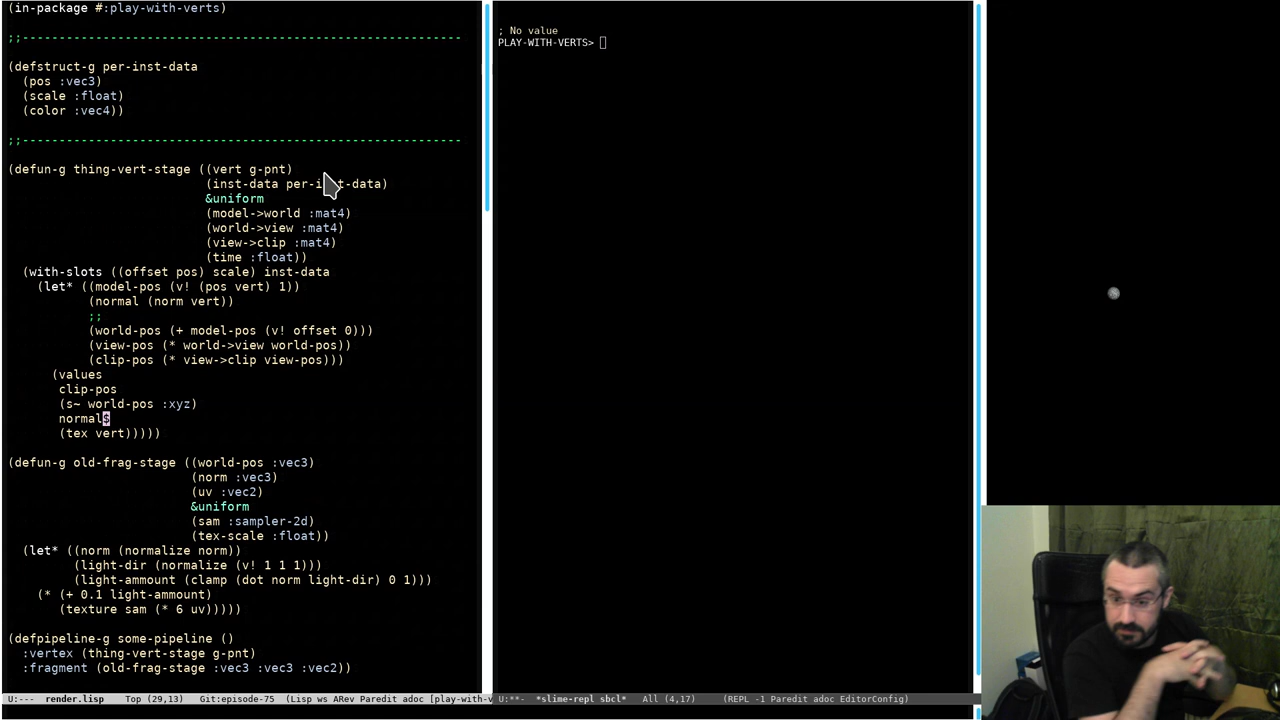 (in-package #:play-with-verts)
;;------------------------------------------------------------
(defstruct-g per-inst-data
  (pos :vec3)
  (scale :float)
  (color :vec4))
;;------------------------------------------------------------
(defun-g thing-vert-stage ((vert g-pnt)
                           (inst-data per-inst-data)
                           &uniform
                           (model->world :mat4)
                           (world->view :mat4)
                           (view->clip :mat4)
                           (time :float))
  (with-slots ((offset pos) scale) inst-data
    (let* ((model-pos (v! (pos vert) 1))
           (normal (norm vert))
           ;;
           (world-pos (+ model-pos (v! offset 0)))
           (view-pos (* world->view world-pos))
           (clip-pos (* view->clip view-pos)))
      (values
       clip-pos
       (s~ world-pos :xyz)
       normal$
       (tex vert)))))
(defun-g old-frag-stage ((world-pos :vec3)
                         (norm :vec3)
                         (uv :vec2)
                         &uniform
                         (sam :sampler-2d)
                         (tex-scale :float))
  (let* ((norm (normalize norm))
         (light-dir (normalize (v! 1 1 1)))
         (light-ammount (clamp (dot norm light-dir) 0 1)))
    (* (+ 0.1 light-ammount)
       (texture sam (* 6 uv)))))
(defpipeline-g some-pipeline ()
  :vertex (thing-vert-stage g-pnt)
  :fragment (old-frag-stage :vec3 :vec3 :vec2))
U:--- render.lisp Top (29,13) Git:episode-75 (Lisp ws ARev Paredit adoc [play-with-v
; No value
PLAY-WITH-VERTS>
U:**- *slime-repl sbcl* All (4,17) (REPL -1 Paredit adoc EditorConfig)